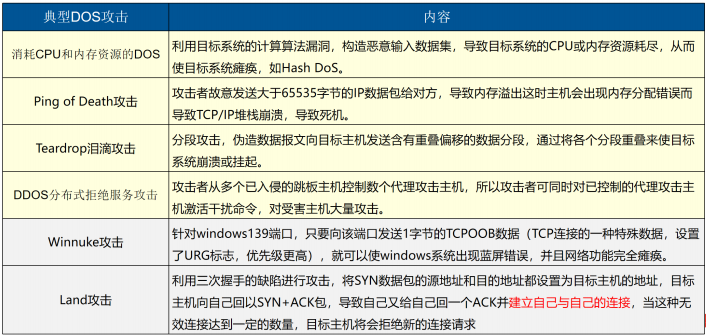 典型DOS攻击
内容
消耗CPU和内存资源的DOS
利用目标系统的计算算法漏洞，构造恶意输入数据集，导致目标系统的CPU或内存资源耗尽，从而
使目标系统瘫痪，如Hash DoS。
Ping of Death攻击
攻击者故意发送大于65535字节的IP数据包给对方，导致内存溢出这时主机会出现内存分配错误而
导致TCP/IP堆栈崩溃，导致死机。
Teardrop泪滴攻击
分段攻击，伪造数据报文向目标主机发送含有重叠偏移的数据分段，通过将各个分段重叠来使目标
系统崩溃或挂起。
DDOS分布式拒绝服务攻击
攻击者从多个已入侵的跳板主机控制数个代理攻击主机，所以攻击者可同时对已控制的代理攻击主
机激活干扰命令，对受害主机大量攻击。
Winnuke攻击
针对windows139端口，只要向该端口发送1字节的TCPOOB数据（TCP连接的一种特殊数据，设置
了URG标志，优先级更高），就可以使windows系统出现蓝屏错误，并且网络功能完全瘫痪。
Land攻击
利用三次握手的缺陷进行攻击，将SYN数据包的源地址和目的地址都设置为目标主机的地址，目标
主机向自己回以SYN+ACK包，导致自己又给自己回一个ACK并建立自己与自己的连接，当这种无
效连接达到一定的数量，目标主机将会拒绝新的连接请求